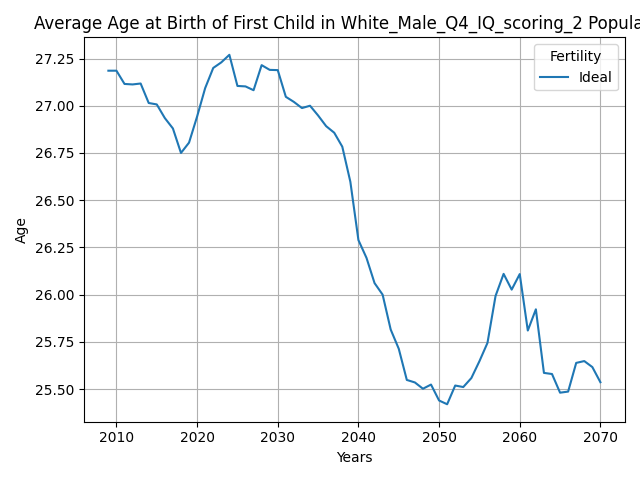 Average Age at Birth of First Child in White_Male_Q4_IQ_scoring_2 Popula
Fertility
Ideal
Age
27.25
27.00
26.75
26.50
26.25
26.00
25.75
25.50
2010 2020 2030 2040 2050 2060 2070
Years